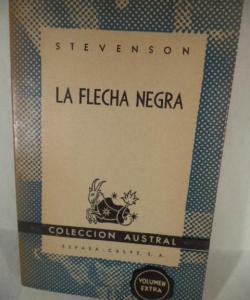 STEVENSON
LA FLECHA NEGRA
COLECCION AUSTRAL
ESPASA-CALPE, S.A.
VOLUMEN
EXTRA